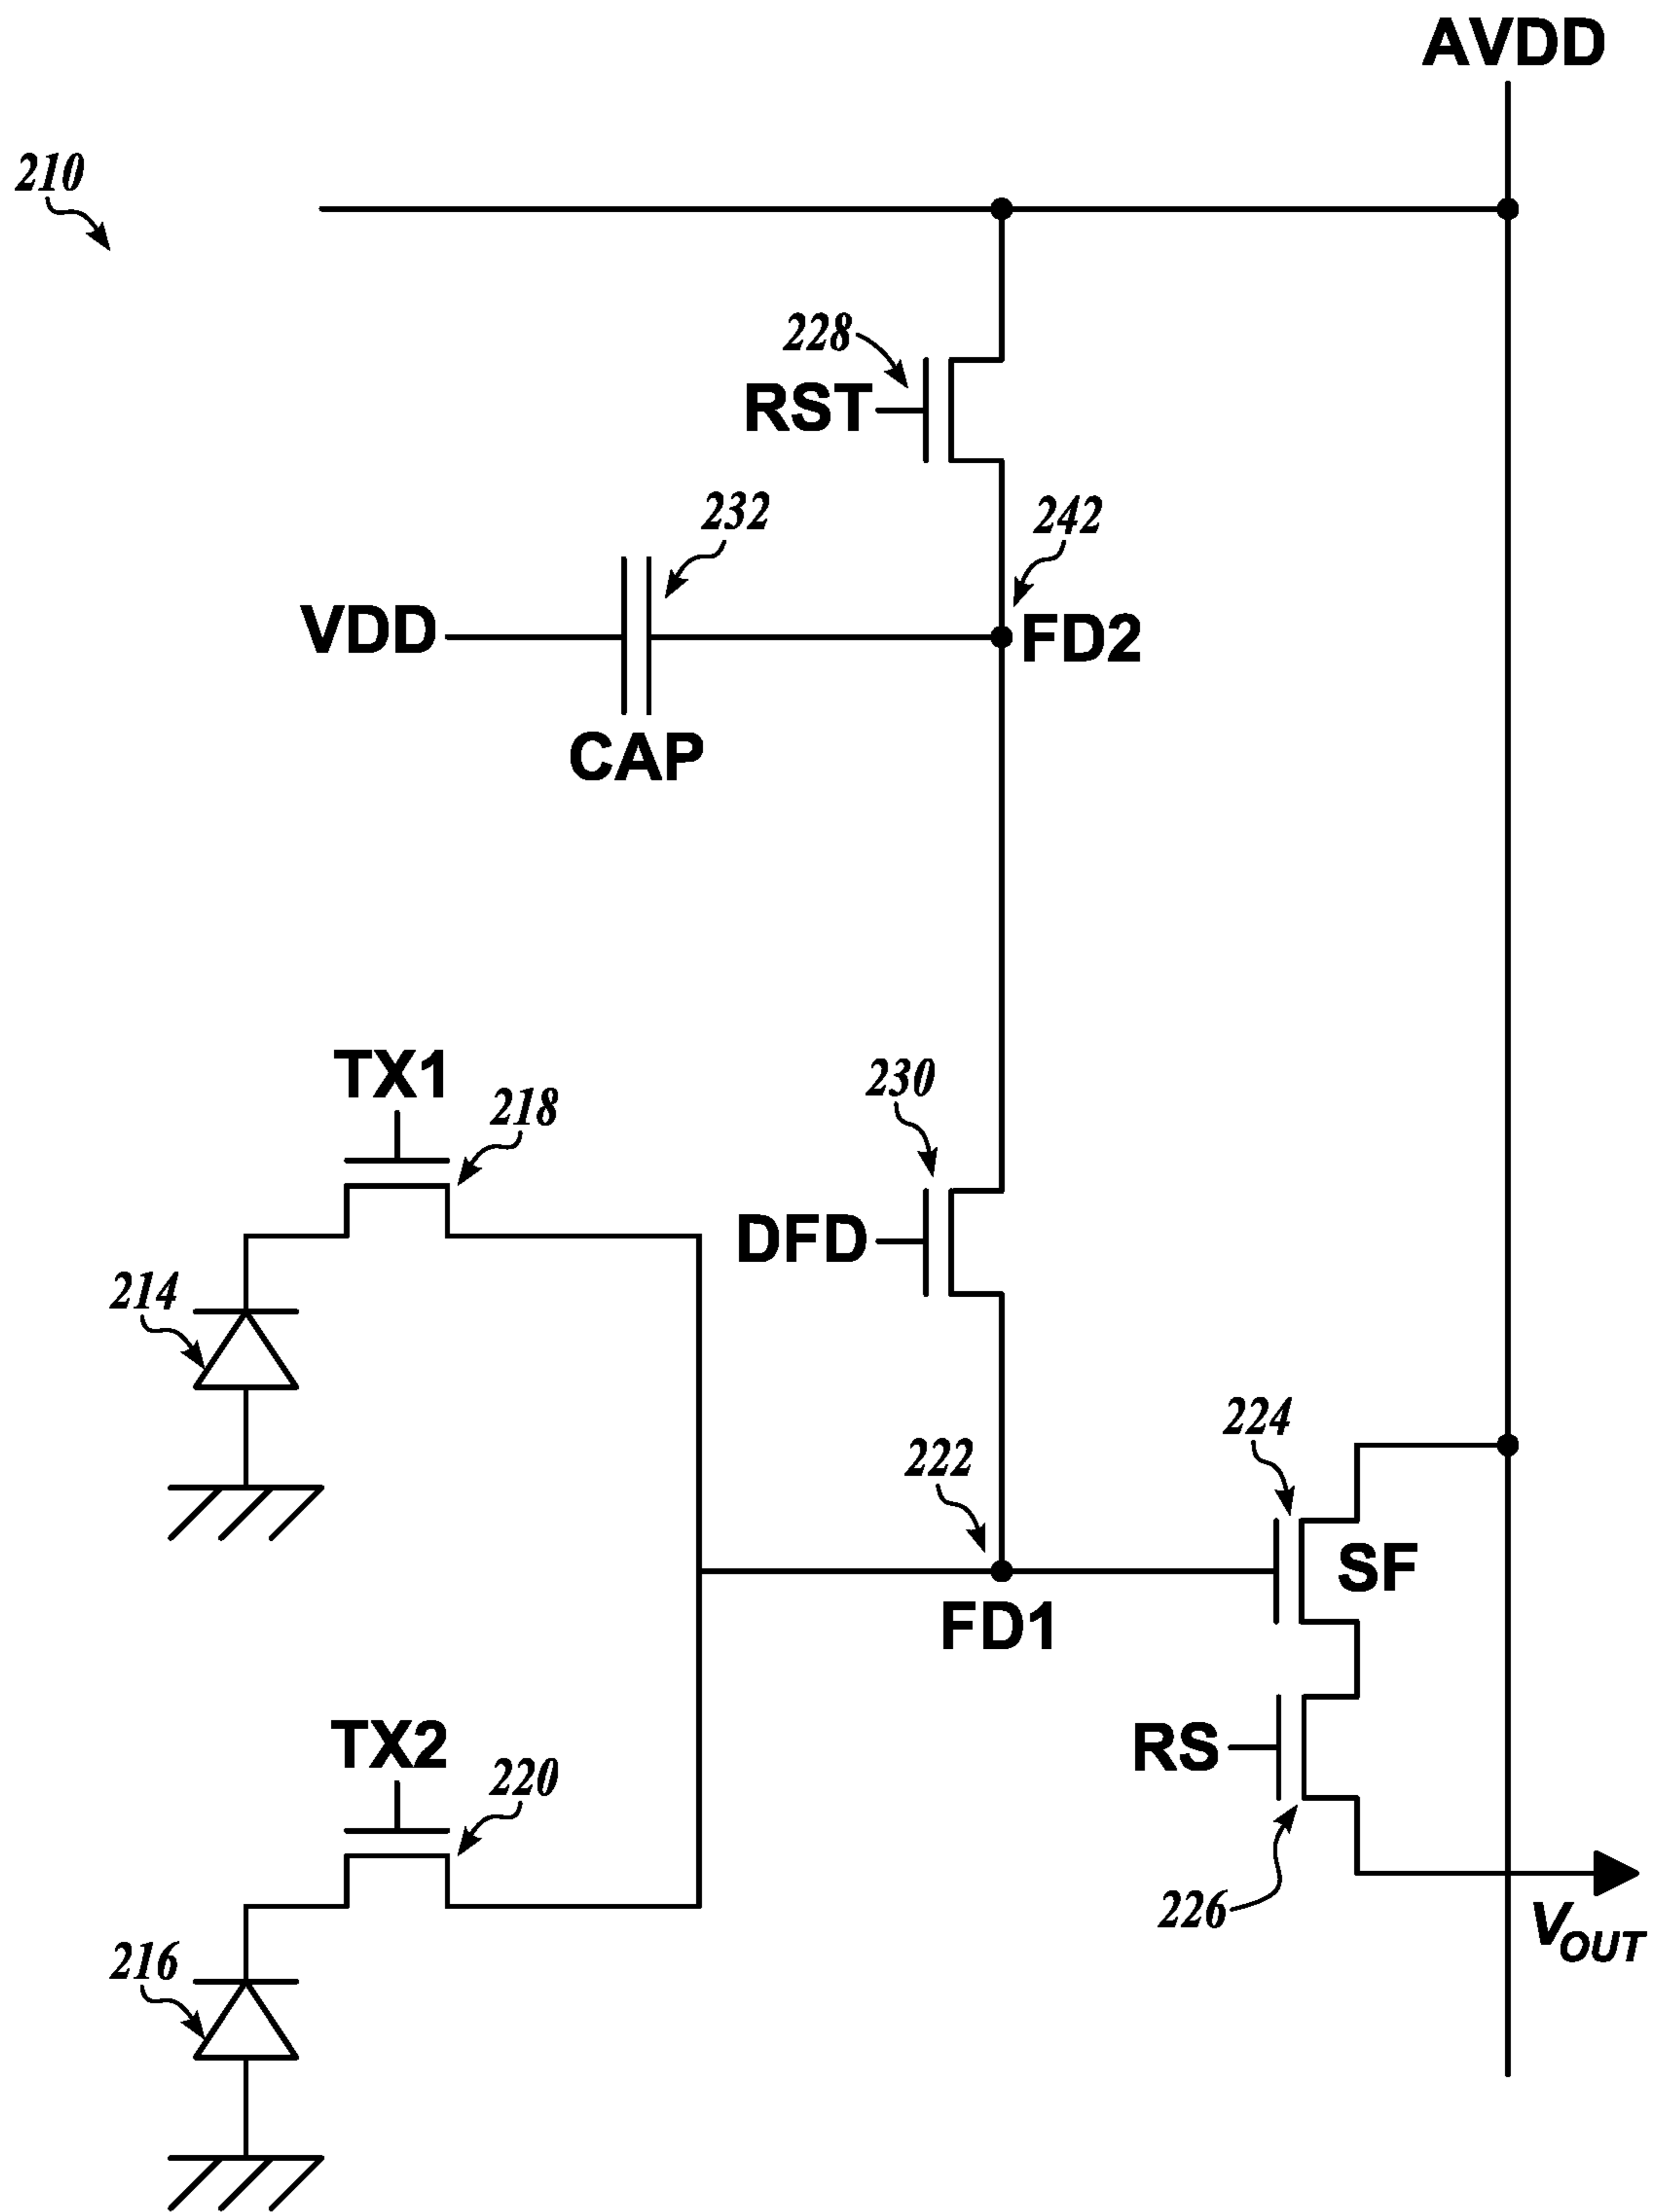 AVDD
210
228
RST
232
242
VDD
FD2
CAP
TX1
218
230
DFD
214
224
222
SF
FD1
TX2
220
RS
216
226
VOUT